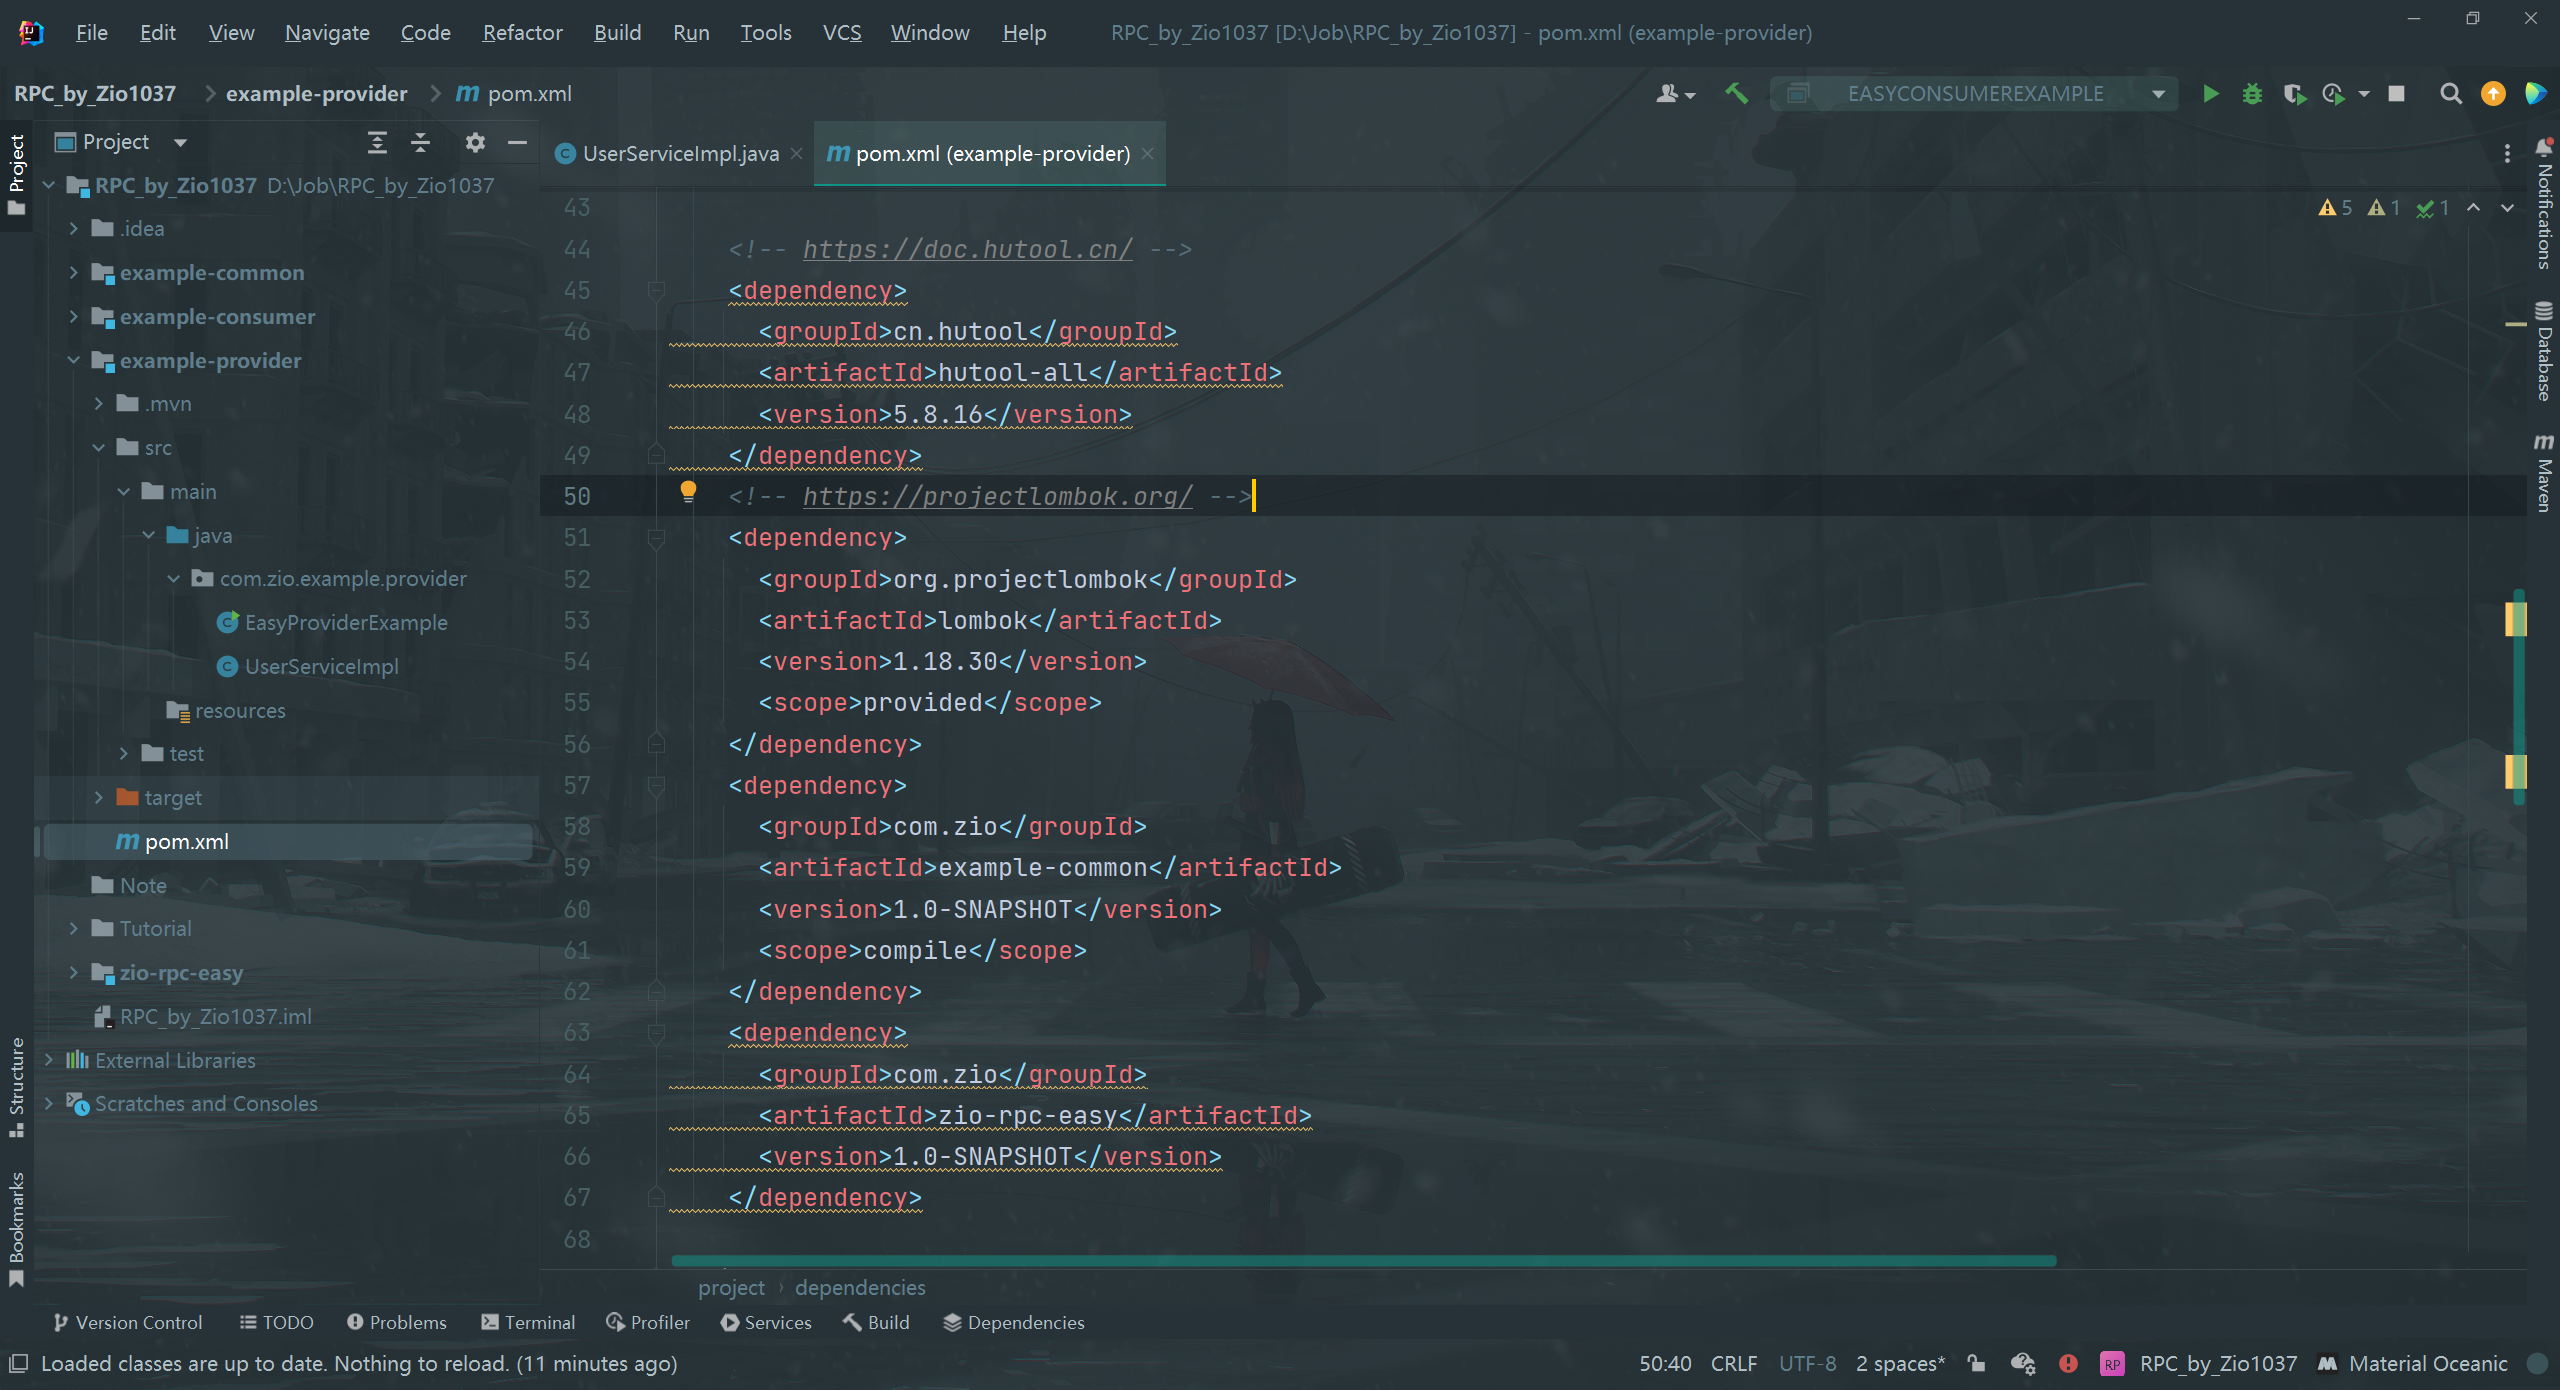 File Edit View Navigate Code Refactor Build Run Tools VCS Window Help RPC_by_Zio1037 [D:\Job\RPC_by_Zio1037] - pom.xml (example-provider)
RPC_by_Zio1037 example-provider m pom.xml EASYCONSUMEREXAMPLE
Project
Project
RPC_by_Zio1037 D:\Job\RPC_by_Zio1037
.idea
example-common
example-consumer
example-provider
.mvn
src
main
java
com.zio.example.provider
EasyProviderExample
UserServiceImpl
resources
test
target
m pom.xml
Note
Tutorial
zio-rpc-easy
RPC_by_Zio1037.iml
External Libraries
Scratches and Consoles
Structure
Bookmarks
UserServiceImpl.java m pom.xml (example-provider)
5 1 1
43
44 <!-- https://doc.hutool.cn/ -->
45 <dependency>
46 <groupId>cn.hutool</groupId>
47 <artifactId>hutool-all</artifactId>
48 <version>5.8.16</version>
49 </dependency>
50 <!-- https://projectlombok.org/ -->
51 <dependency>
52 <groupId>org.projectlombok</groupId>
53 <artifactId>lombok</artifactId>
54 <version>1.18.30</version>
55 <scope>provided</scope>
56 </dependency>
57 <dependency>
58 <groupId>com.zio</groupId>
59 <artifactId>example-common</artifactId>
60 <version>1.0-SNAPSHOT</version>
61 <scope>compile</scope>
62 </dependency>
63 <dependency>
64 <groupId>com.zio</groupId>
65 <artifactId>zio-rpc-easy</artifactId>
66 <version>1.0-SNAPSHOT</version>
67 </dependency>
68
project › dependencies
Notifications
Database
m Maven
Version Control TODO Problems Terminal Profiler Services Build Dependencies
Loaded classes are up to date. Nothing to reload. (11 minutes ago) 50:40 CRLF UTF-8 2 spaces* RP RPC_by_Zio1037 Material Oceanic